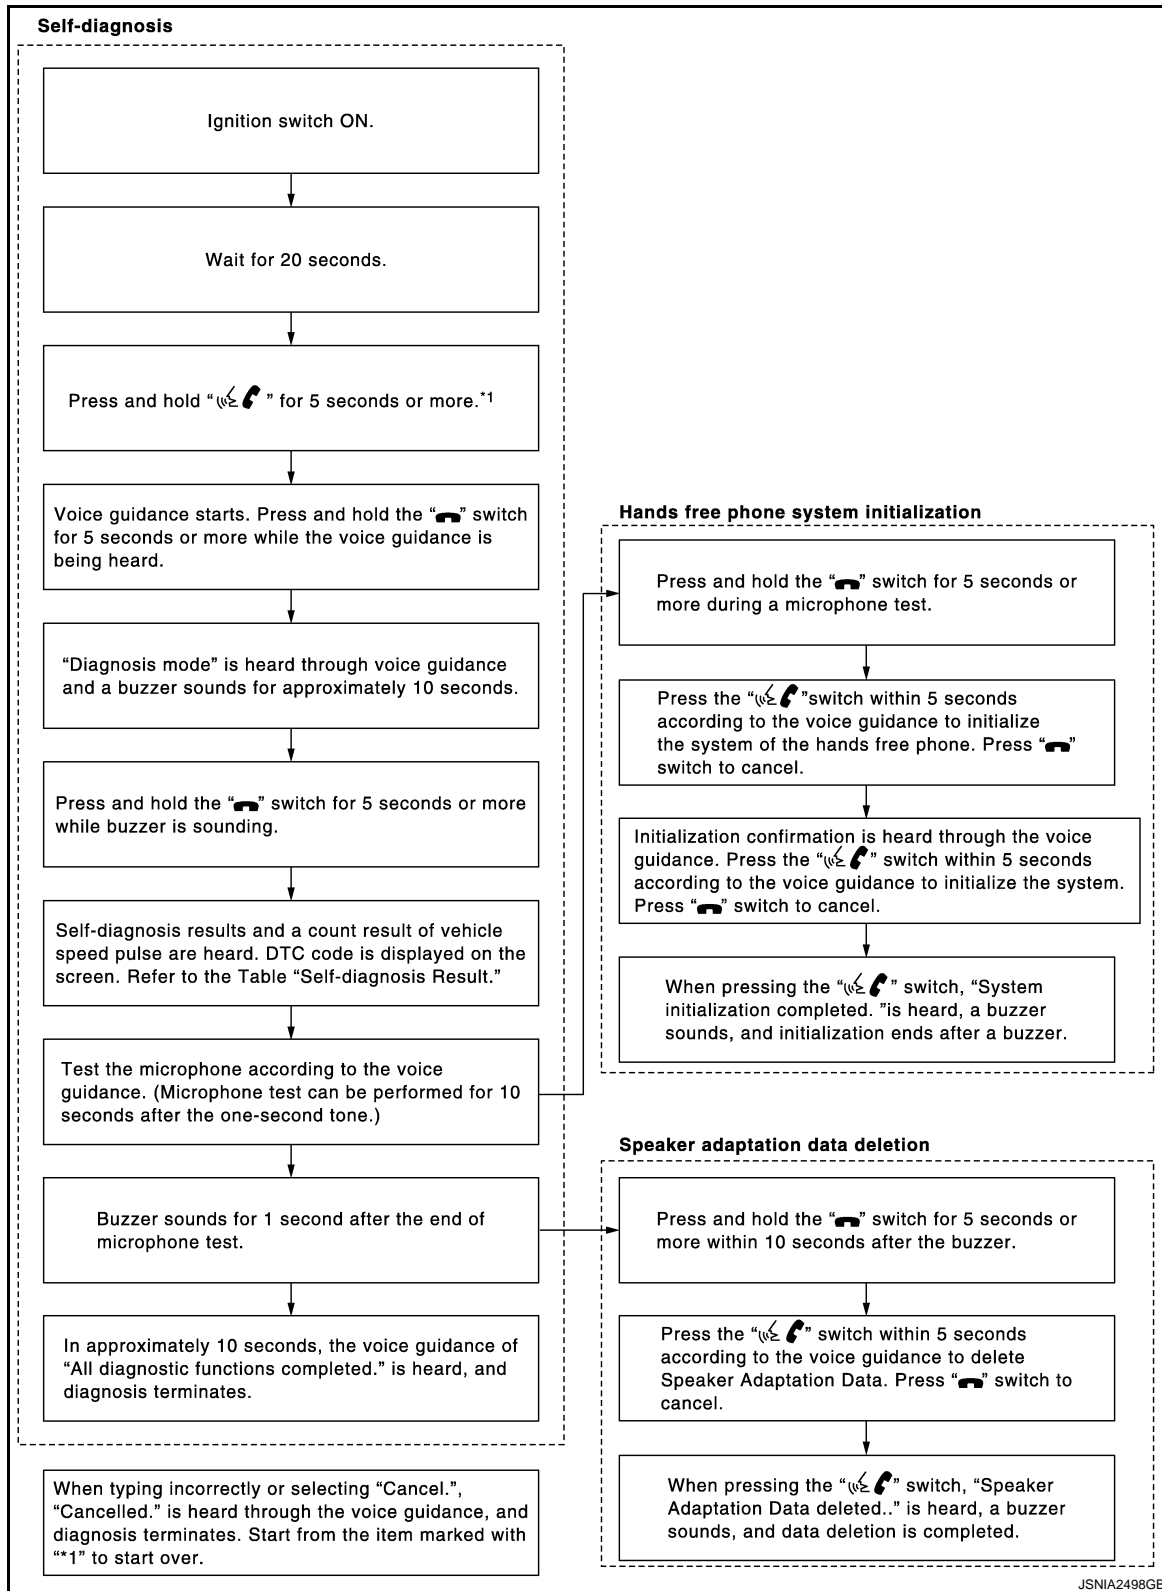 Self-diagnosis
Ignition switch ON.
Wait for 20 seconds.
Press and hold “ ” for 5 seconds or more.*1
Voice guidance starts. Press and hold the “ ” switch
for 5 seconds or more while the voice guidance is
being heard.
“Diagnosis mode” is heard through voice guidance
and a buzzer sounds for approximately 10 seconds.
Press and hold the “ ” switch for 5 seconds or more
while buzzer is sounding.
Self-diagnosis results and a count result of vehicle
speed pulse are heard. DTC code is displayed on the
screen. Refer to the Table “Self-diagnosis Result.”
Test the microphone according to the voice
guidance. (Microphone test can be performed for 10
seconds after the one-second tone.)
Buzzer sounds for 1 second after the end of
microphone test.
In approximately 10 seconds, the voice guidance of
“All diagnostic functions completed.” is heard, and
diagnosis terminates.
When typing incorrectly or selecting “Cancel.”,
“Cancelled.” is heard through the voice guidance, and
diagnosis terminates. Start from the item marked with
“*1” to start over.
Hands free phone system initialization
Press and hold the “ ” switch for 5 seconds or
more during a microphone test.
Press the “ ”switch within 5 seconds
according to the voice guidance to initialize
the system of the hands free phone. Press “ ”
switch to cancel.
Initialization confirmation is heard through the voice
guidance. Press the “ ” switch within 5 seconds
according to the voice guidance to initialize the system.
Press “ ” switch to cancel.
When pressing the “ ” switch, “System
initialization completed. ”is heard, a buzzer
sounds, and initialization ends after a buzzer.
Speaker adaptation data deletion
Press and hold the “ ” switch for 5 seconds or
more within 10 seconds after the buzzer.
Press the “ ” switch within 5 seconds
according to the voice guidance to delete
Speaker Adaptation Data. Press “ ” switch to
cancel.
When pressing the “ ” switch, “Speaker
Adaptation Data deleted..” is heard, a buzzer
sounds, and data deletion is completed.